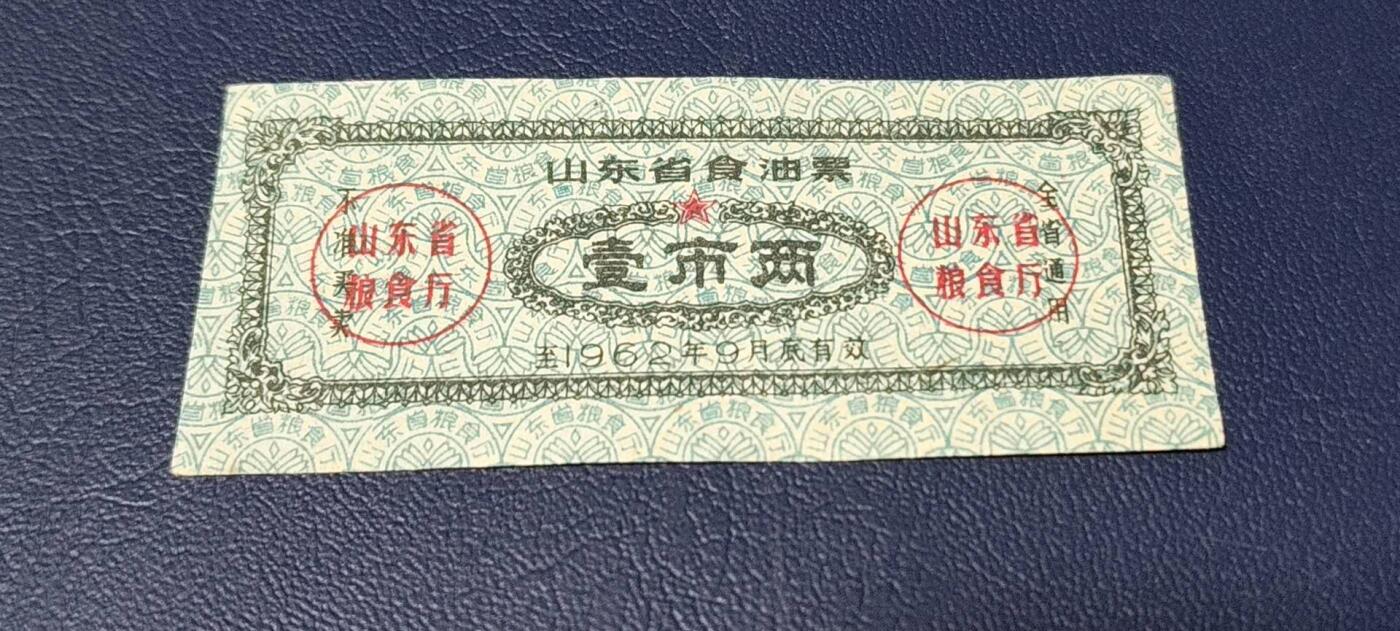 山东省食油票
壹市两
至1962年9月底有效
不准买卖
全省通用
山东省
粮食厅
山东省
粮食厅